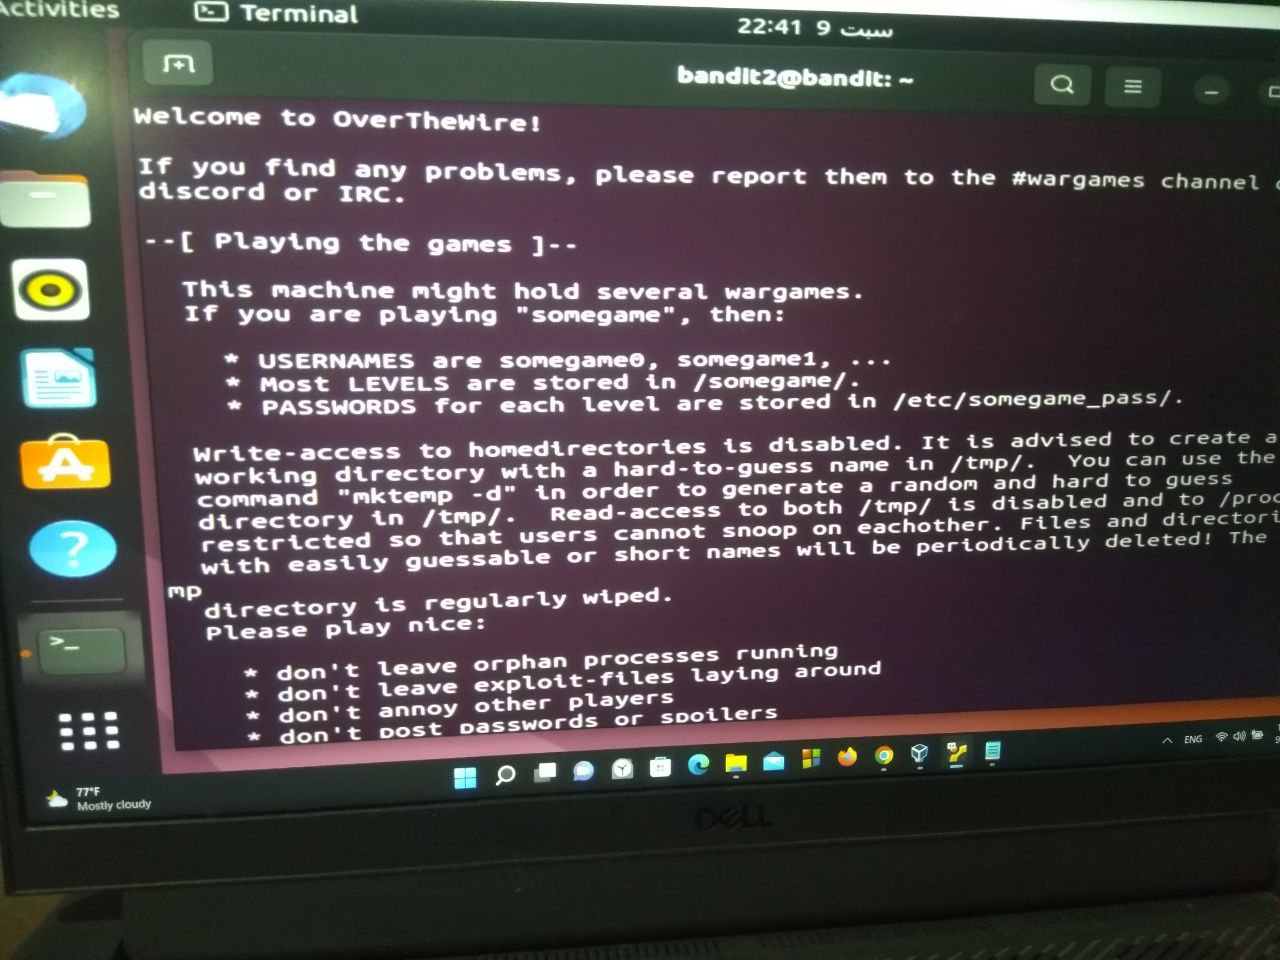 Activities
Terminal
22:41 9 سبت
bandit2@bandit: ~
Welcome to OverTheWire!
If you find any problems, please report them to the #wargames channel
discord or IRC.
--[ Playing the games ]--
This machine might hold several wargames.
If you are playing "somegame", then:
* USERNAMES are somegame0, somegame1, ...
* Most LEVELS are stored in /somegame/.
* PASSWORDS for each level are stored in /etc/somegame_pass/.
Write-access to homedirectories is disabled. It is advised to create a
working directory with a hard-to-guess name in /tmp/.  You can use the
command "mktemp -d" in order to generate a random and hard to guess
directory in /tmp/.  Read-access to both /tmp/ is disabled and to /proc
restricted so that users cannot snoop on eachother. Files and directori
with easily guessable or short names will be periodically deleted! The
mp
directory is regularly wiped.
Please play nice:
* don't leave orphan processes running
* don't leave exploit-files laying around
* don't annoy other players
* don't post passwords or spoilers
77°F
Mostly cloudy
ENG
DELL